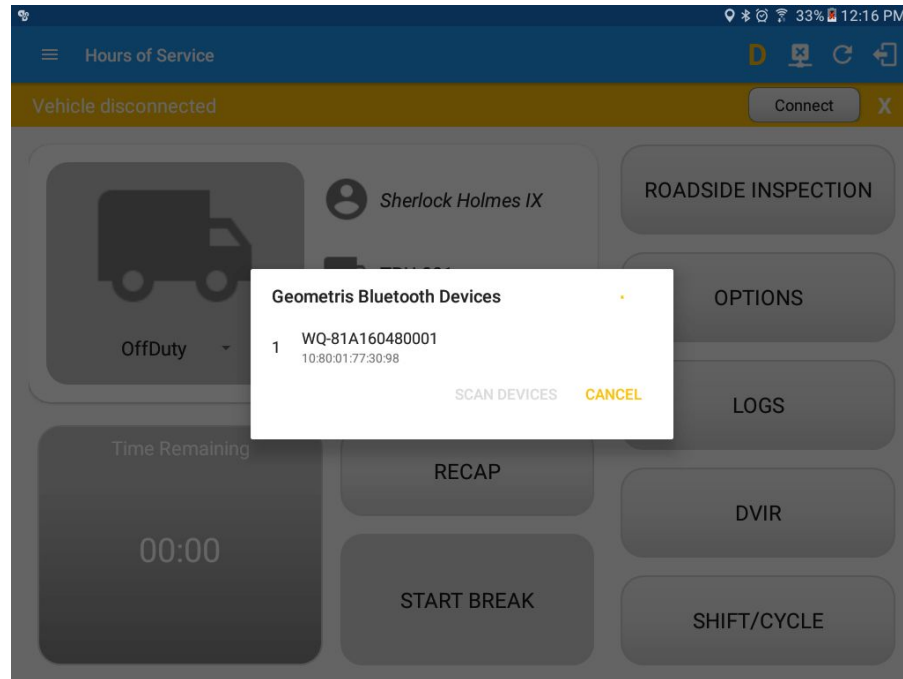 33% 12:16 PM
Hours of Service
D
Vehicle disconnected
Connect
X
Sherlock Holmes IX
ROADSIDE INSPECTION
OffDuty
Geometris Bluetooth Devices
1
WQ-81A160480001
10:80:01:77:30:98
SCAN DEVICES CANCEL
OPTIONS
LOGS
Time Remaining
00:00
RECAP
START BREAK
DVIR
SHIFT/CYCLE